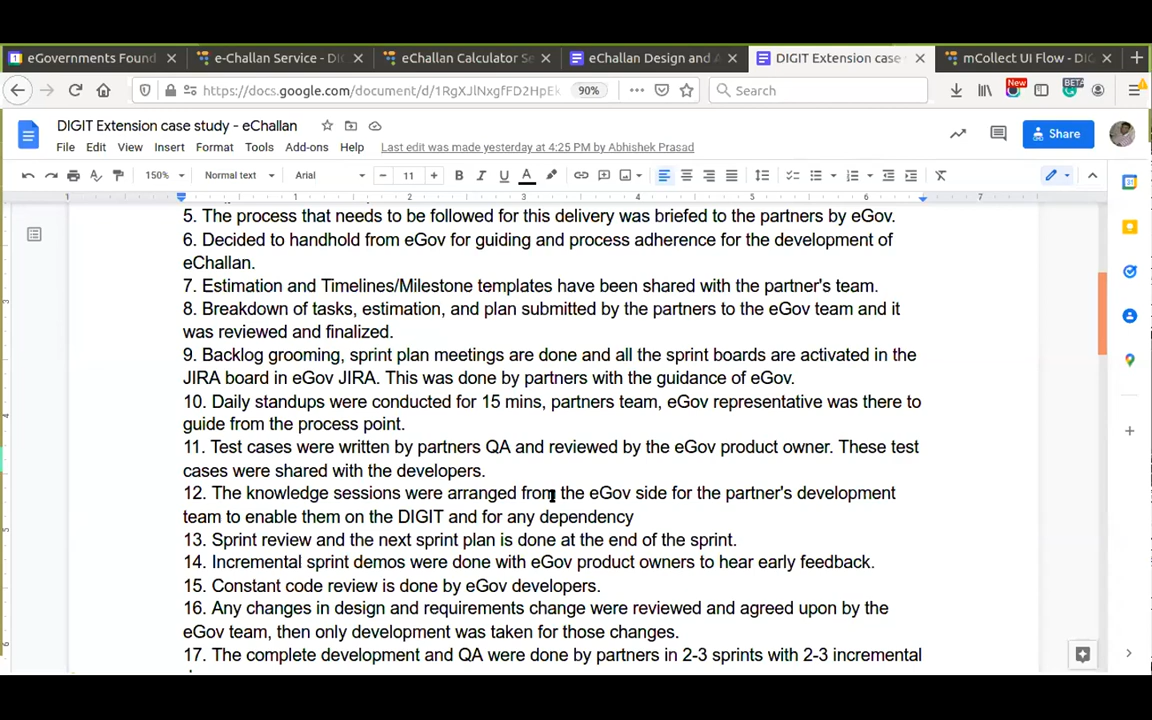 eGovernments Found
e-Challan Service - DI
eChallan Calculator Se
eChallan Design and A
DIGIT Extension case
mCollect UI Flow - DIG
https://docs.google.com/document/d/1RgXJlNxgfFD2HpEk
90%
Search
New
BETA
DIGIT Extension case study - eChallan
File Edit View Insert Format Tools Add-ons Help Last edit was made yesterday at 4:25 PM by Abhishek Prasad
Share
150% Normal text Arial 11
1 1 2 3 4 5 6 7
5. The process that needs to be followed for this delivery was briefed to the partners by eGov.
6. Decided to handhold from eGov for guiding and process adherence for the development of
eChallan.
7. Estimation and Timelines/Milestone templates have been shared with the partner's team.
8. Breakdown of tasks, estimation, and plan submitted by the partners to the eGov team and it
was reviewed and finalized.
9. Backlog grooming, sprint plan meetings are done and all the sprint boards are activated in the
JIRA board in eGov JIRA. This was done by partners with the guidance of eGov.
10. Daily standups were conducted for 15 mins, partners team, eGov representative was there to
guide from the process point.
11. Test cases were written by partners QA and reviewed by the eGov product owner. These test
cases were shared with the developers.
12. The knowledge sessions were arranged from the eGov side for the partner's development
team to enable them on the DIGIT and for any dependency
13. Sprint review and the next sprint plan is done at the end of the sprint.
14. Incremental sprint demos were done with eGov product owners to hear early feedback.
15. Constant code review is done by eGov developers.
16. Any changes in design and requirements change were reviewed and agreed upon by the
eGov team, then only development was taken for those changes.
17. The complete development and QA were done by partners in 2-3 sprints with 2-3 incremental